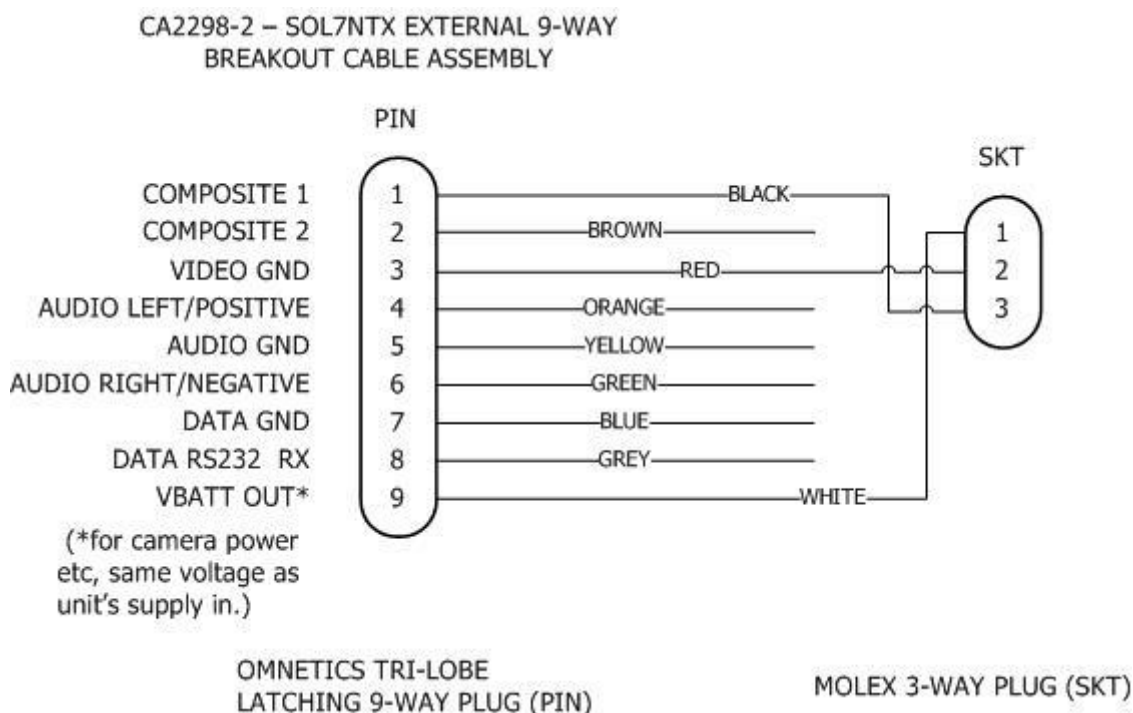 CA2298-2 – SOL7NTX EXTERNAL 9-WAY
BREAKOUT CABLE ASSEMBLY
PIN
SKT
COMPOSITE 1 1 BLACK
COMPOSITE 2 2 BROWN 1
VIDEO GND 3 RED 2
AUDIO LEFT/POSITIVE 4 ORANGE 3
AUDIO GND 5 YELLOW
AUDIO RIGHT/NEGATIVE 6 GREEN
DATA GND 7 BLUE
DATA RS232 RX 8 GREY
VBATT OUT* 9 WHITE
(*for camera power
etc, same voltage as
unit's supply in.)
OMNETICS TRI-LOBE
LATCHING 9-WAY PLUG (PIN)
MOLEX 3-WAY PLUG (SKT)